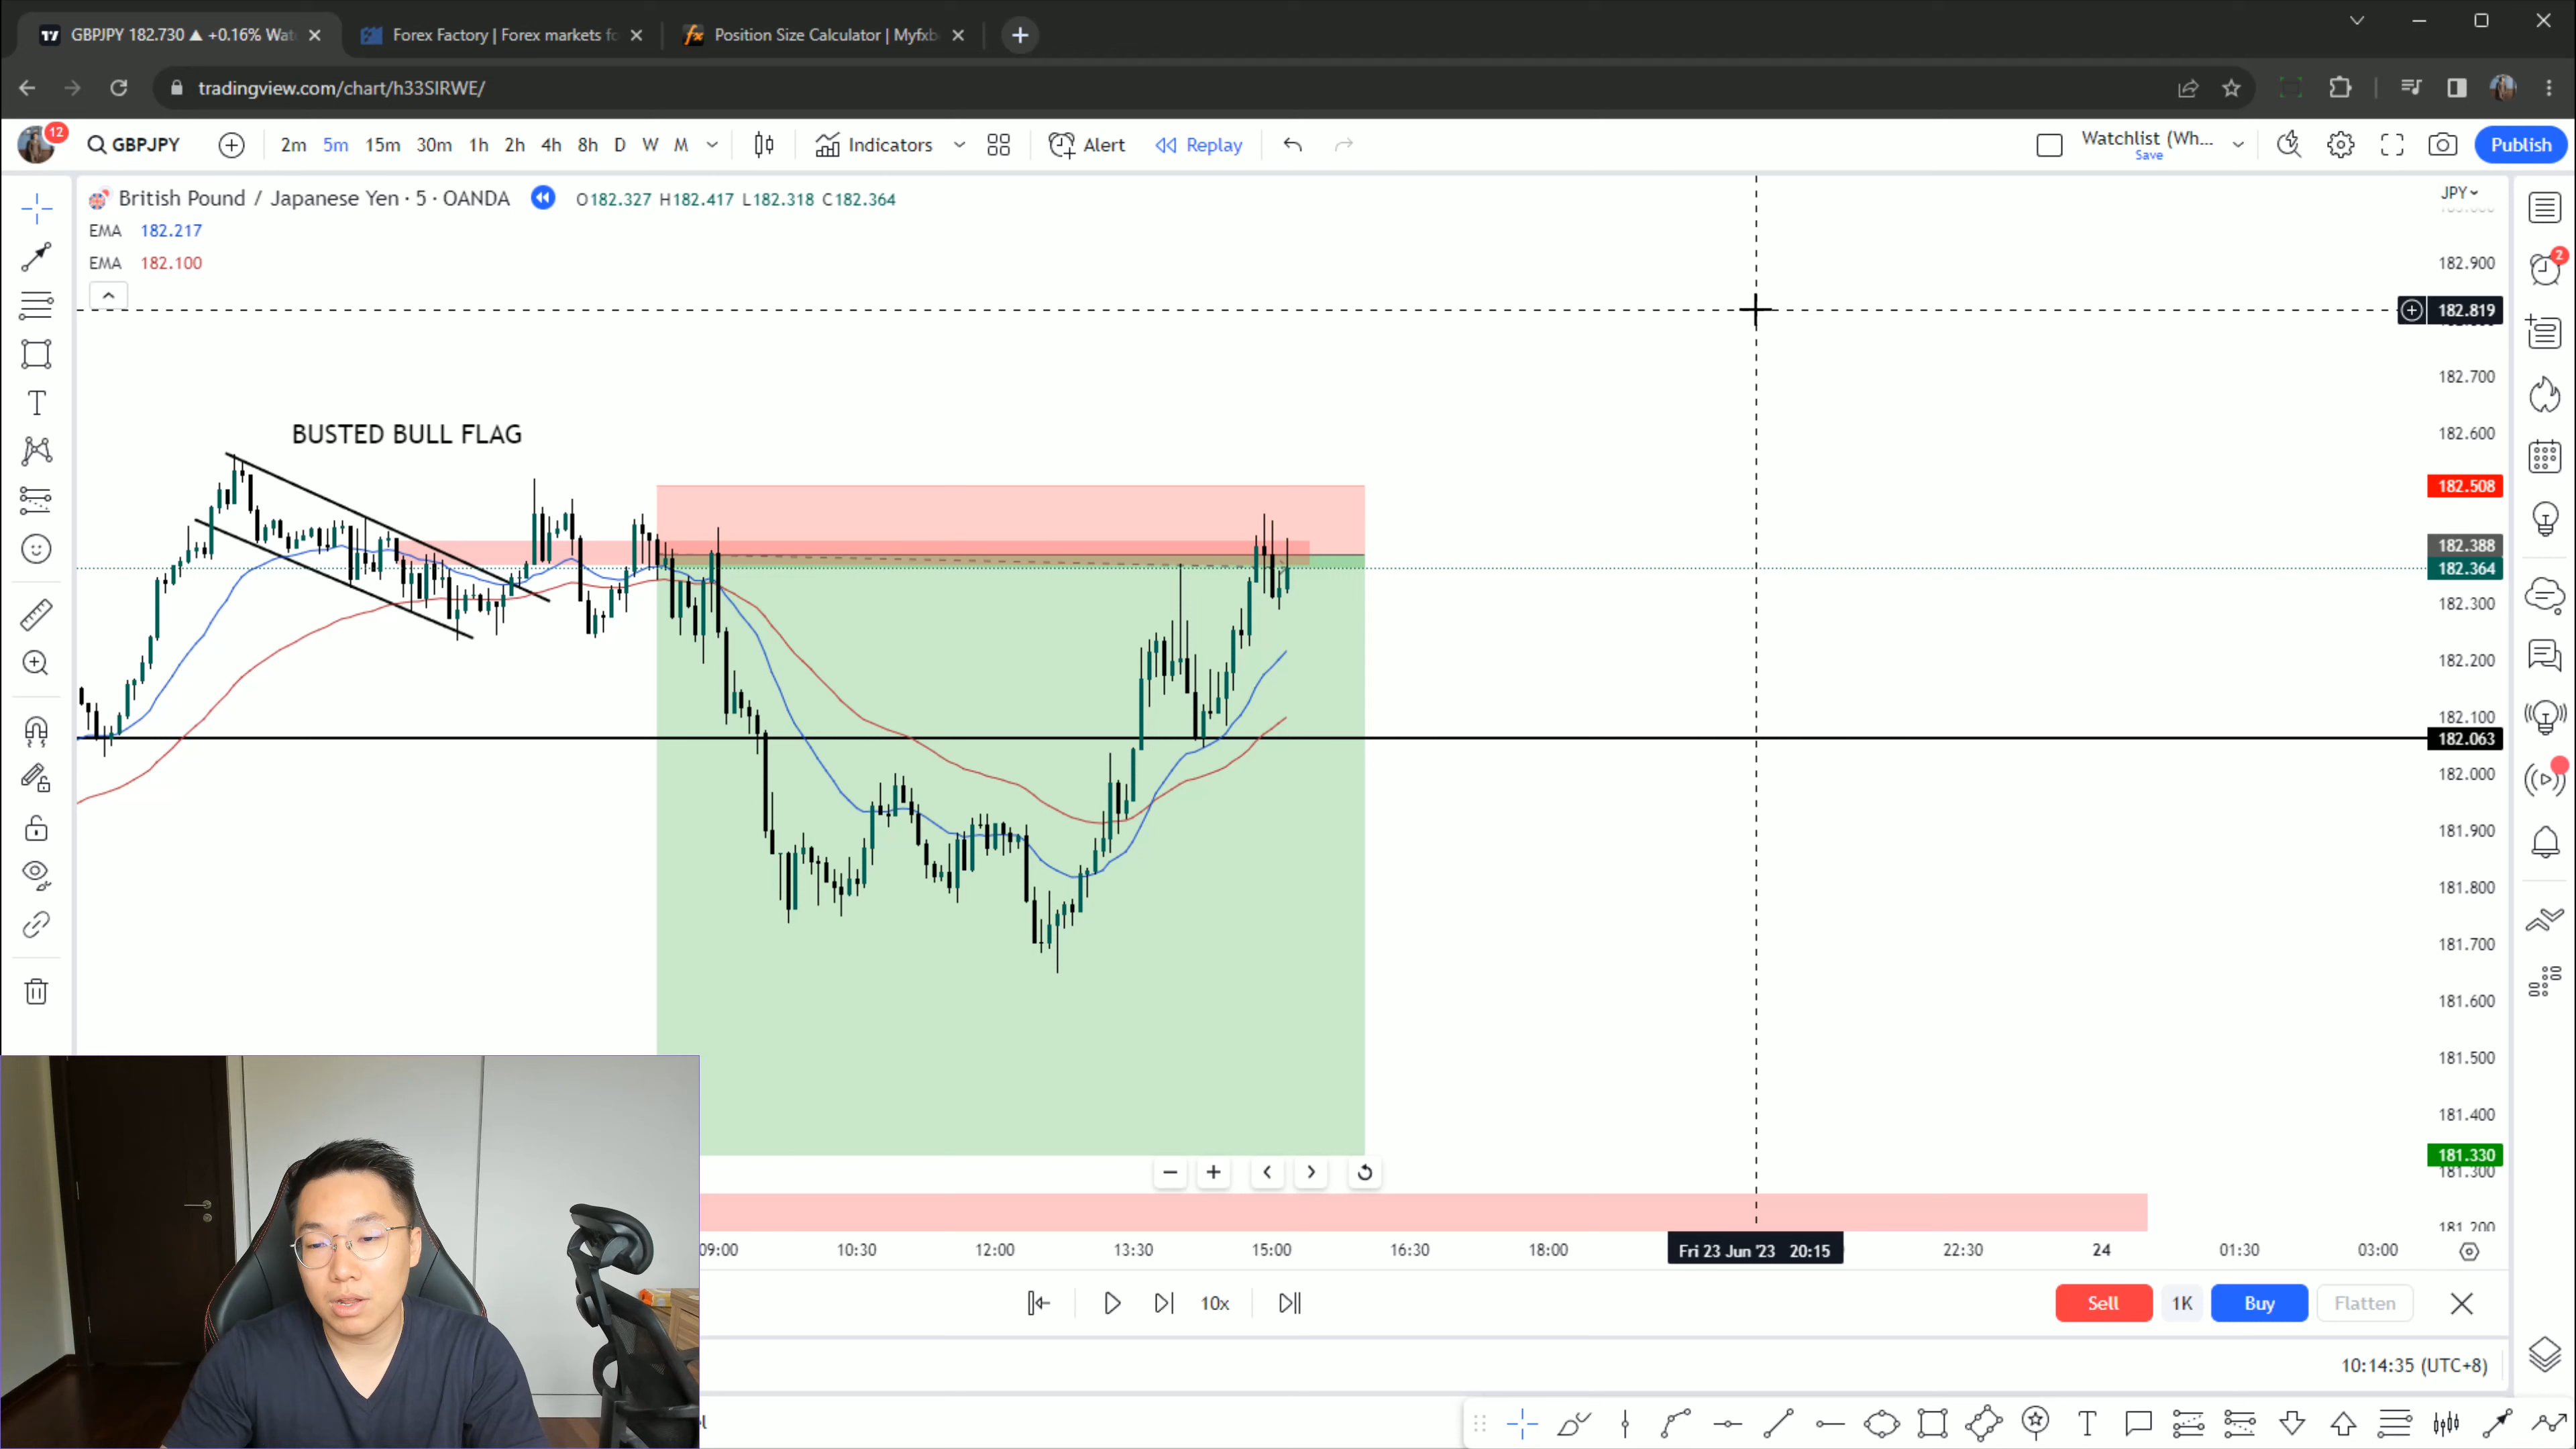 GBPJPY 182.730 ▲ +0.16% Wat
Forex Factory | Forex markets fo
Position Size Calculator | Myfxb
tradingview.com/chart/h33SIRWE/
12
GBPJPY
2m 5m 15m 30m 1h 2h 4h 8h D W M
Indicators
Alert
Replay
Watchlist (Wh...
Save
Publish
British Pound / Japanese Yen · 5 · OANDA
O182.327 H182.417 L182.318 C182.364
JPY
EMA 182.217
EMA 182.100
182.900
2
182.819
182.700
BUSTED BULL FLAG
182.600
182.508
182.388
182.364
182.300
182.200
182.100
182.063
182.000
181.900
181.800
181.700
181.600
181.500
181.400
181.330
181.300
181.200
09:00 10:30 12:00 13:30 15:00 16:30 18:00 Fri 23 Jun '23 20:15 22:30 24 01:30 03:00
10x
Sell 1K Buy Flatten
10:14:35 (UTC+8)